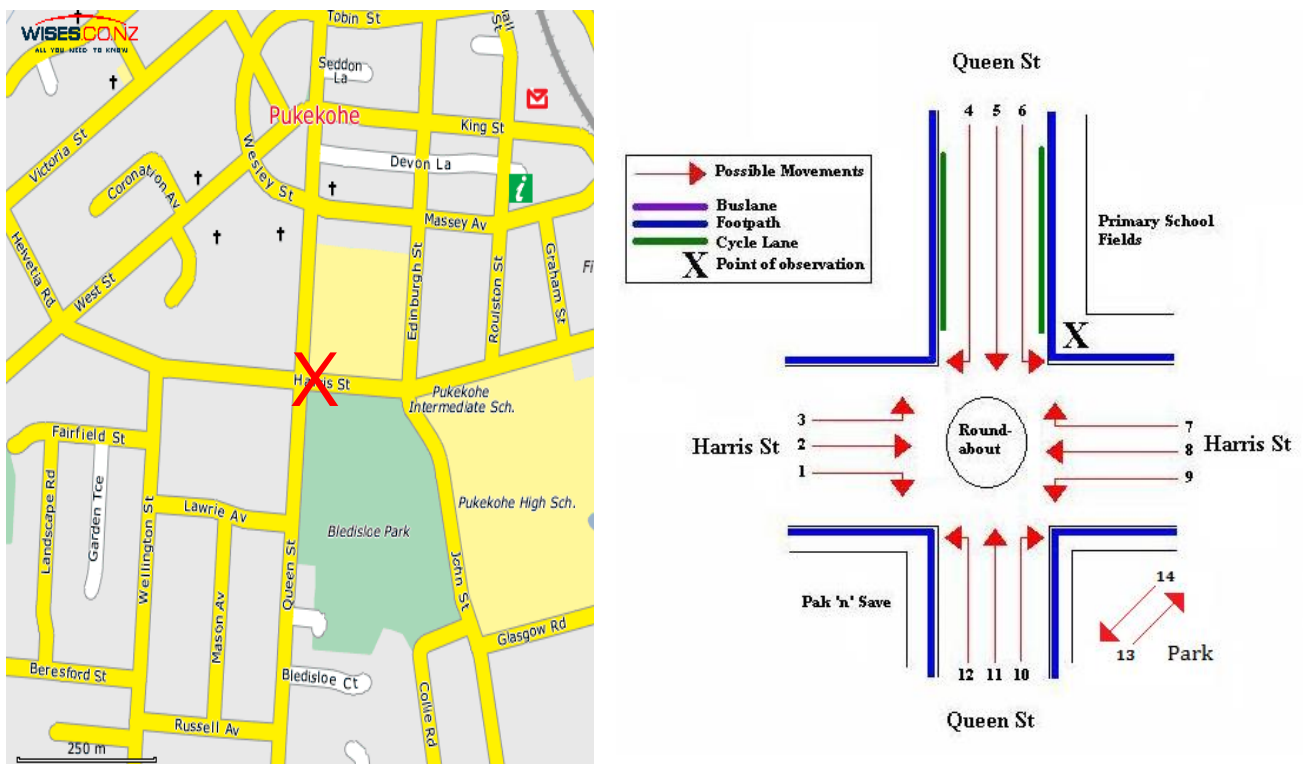 WISES.CO.NZ
ALL YOU NEED TO KNOW
Tobin St
Hall St
Seddon
La
Pukekohe
King St
Victoria St
Devon La
Wesley St
Coronation Av
i
Massey Av
Helvetia Rd
West St
Edinburgh St
Roulston St
Graham St
Fi
X
Harris St
Pukekohe
Intermediate Sch.
Fairfield St
Landscape Rd
Garden Tce
Wellington St
Lawrie Av
Pukekohe High Sch.
Bledisloe Park
Queen St
Mason Av
John St
Glasgow Rd
Beresford St
Bledisloe Ct
Collie Rd
Russell Av
250 m
Queen St
4 5 6
Possible Movements
Buslane
Footpath
Cycle Lane
X Point of observation
Primary School
Fields
X
3
2
1
Harris St
Round-
about
7
8
9
Harris St
Pak 'n' Save
14
13
Park
12 11 10
Queen St